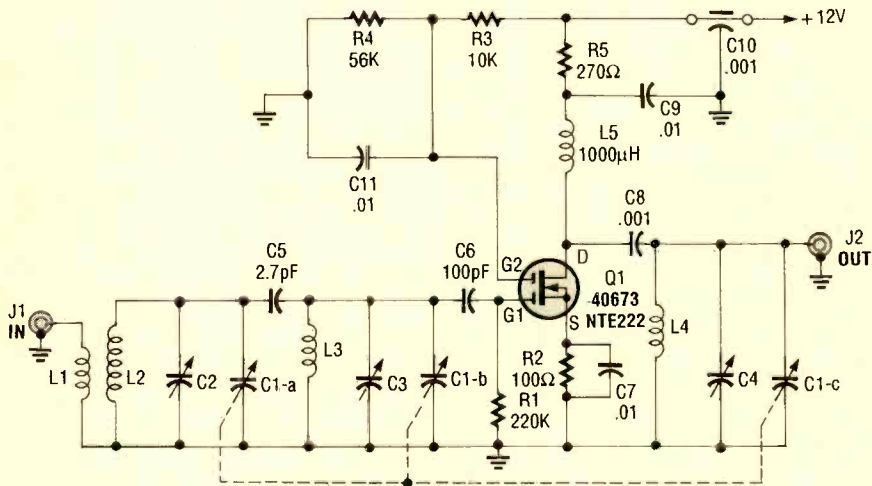 R4
56K
R3
10K
R5
270Ω
+12V
C10
.001
C9
.01
L5
1000µH
C11
.01
C8
.001
J2
OUT
C5
2.7pF
C6
100pF
G2
D
G1
S
Q1
40673
NTE222
J1
IN
L1
L2
C2
C1-a
L3
C3
C1-b
R2
100Ω
R1
220K
C7
.01
L4
C4
C1-c